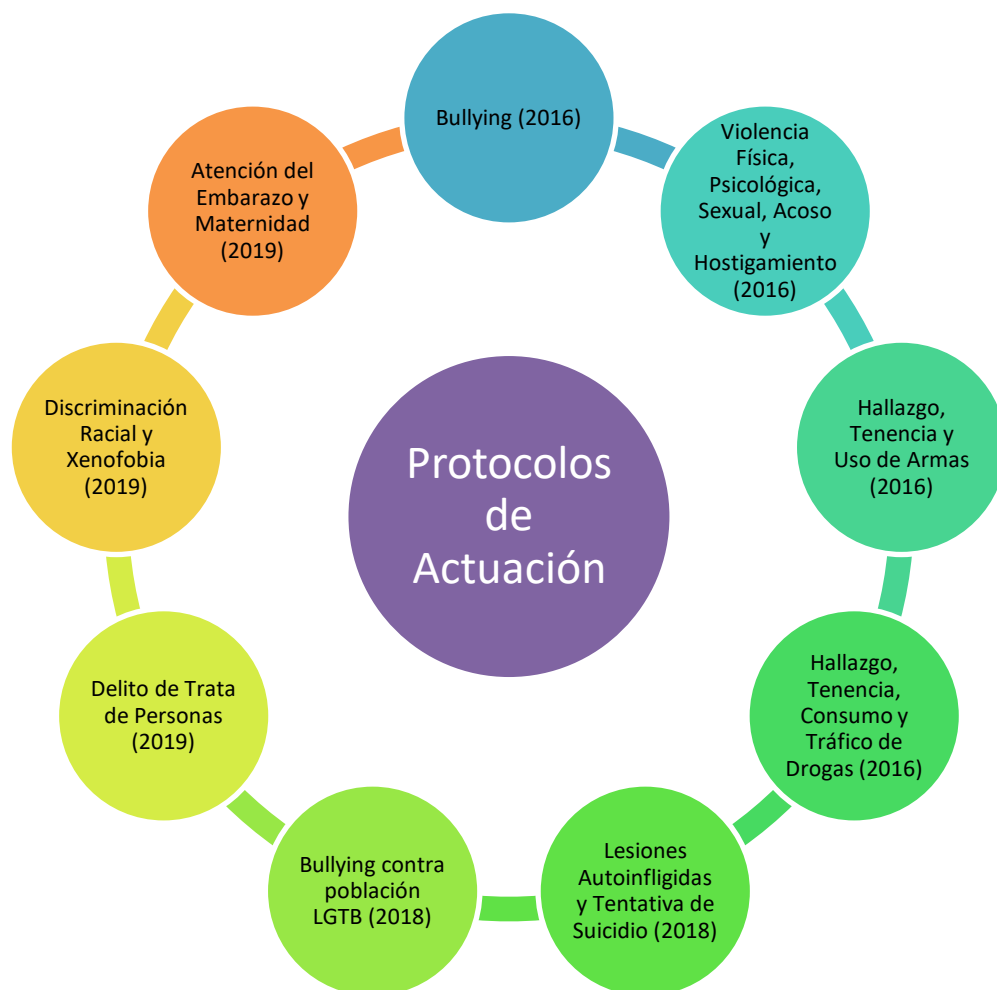 Bullying (2016)
Violencia
Física,
Psicológica,
Sexual, Acoso
y
Hostigamiento
(2016)
Hallazgo,
Tenencia y
Uso de Armas
(2016)
Hallazgo,
Tenencia,
Consumo y
Tráfico de
Drogas (2016)
Lesiones
Autoinfligidas
y Tentativa de
Suicidio (2018)
Bullying contra
población
LGTB (2018)
Delito de Trata
de Personas
(2019)
Discriminación
Racial y
Xenofobia
(2019)
Atención del
Embarazo y
Maternidad
(2019)
Protocolos
de
Actuación